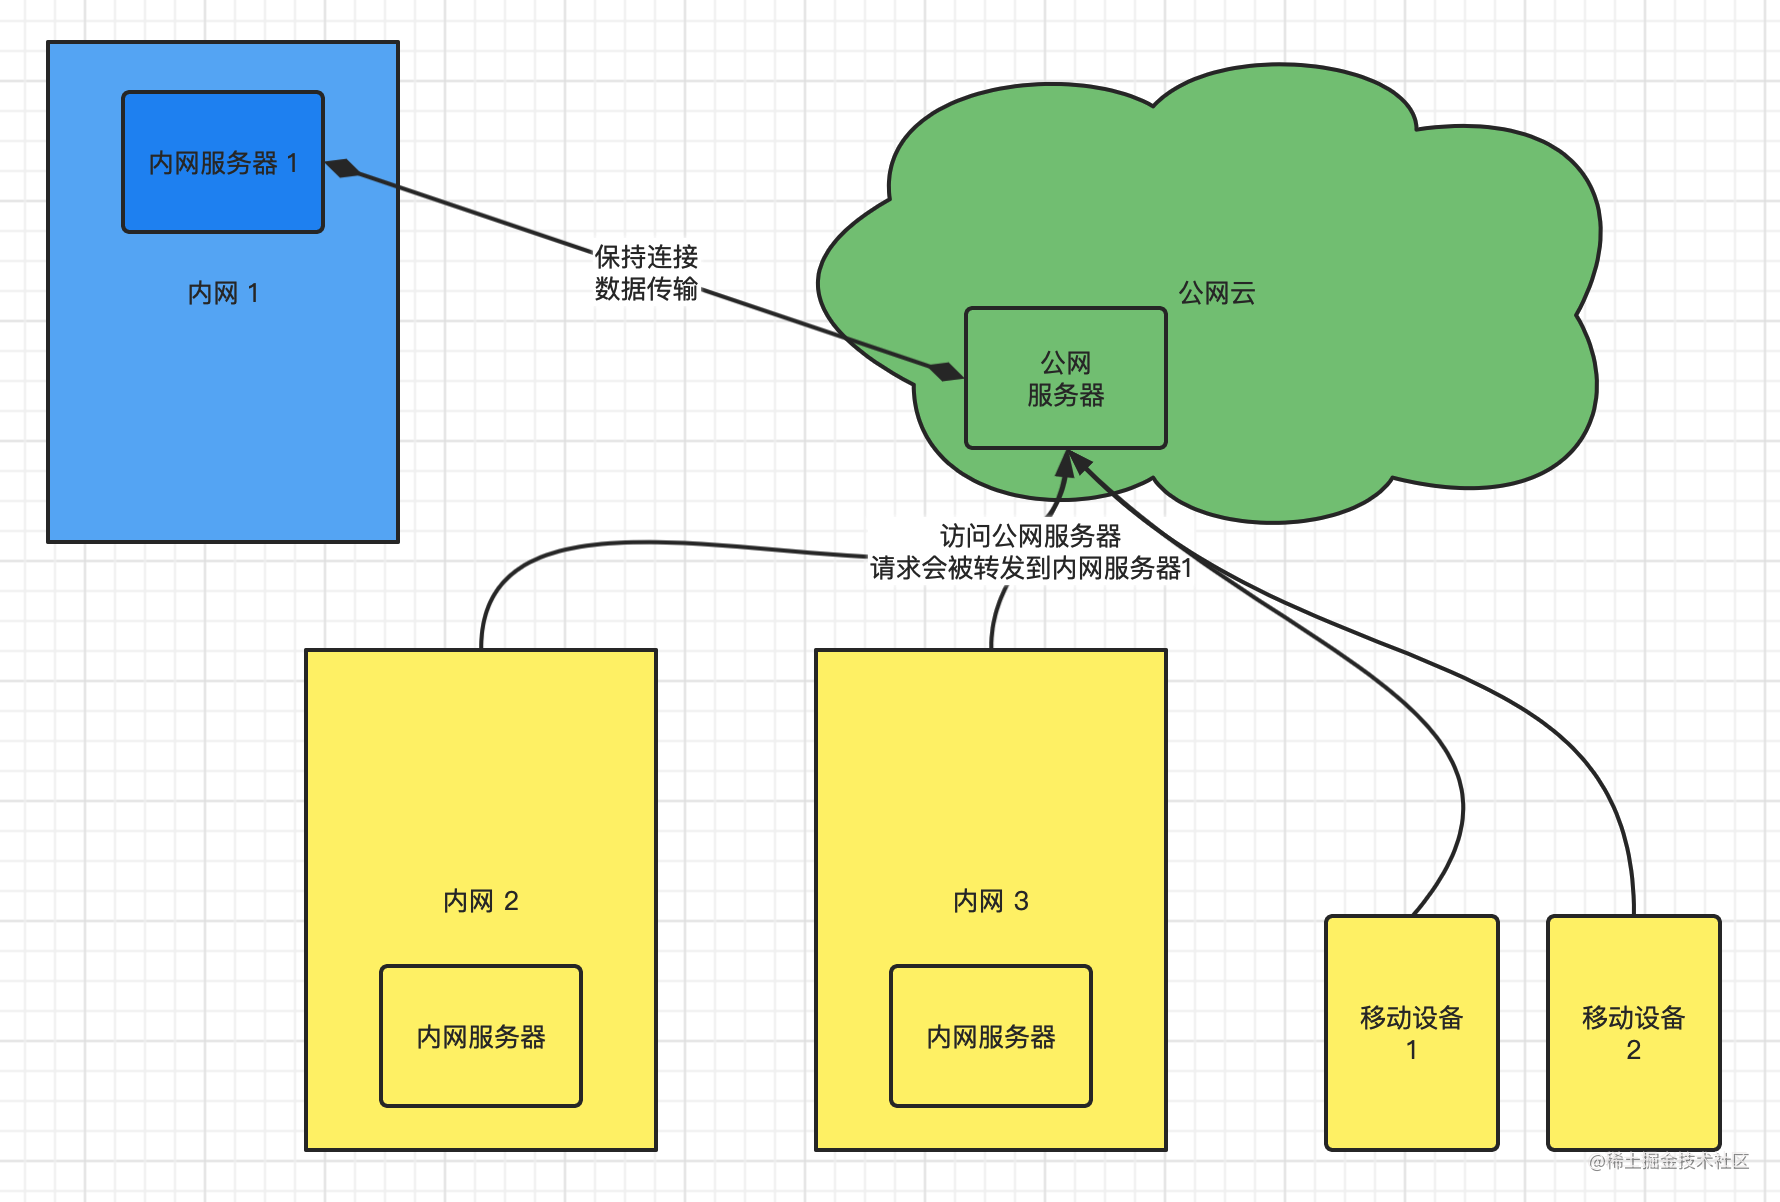 内网服务器 1
内网 1
保持连接
数据传输
公网云
公网
服务器
访问公网服务器
请求会被转发到内网服务器1
内网 2
内网服务器
内网 3
内网服务器
移动设备
1
移动设备
2
@稀土掘金技术社区